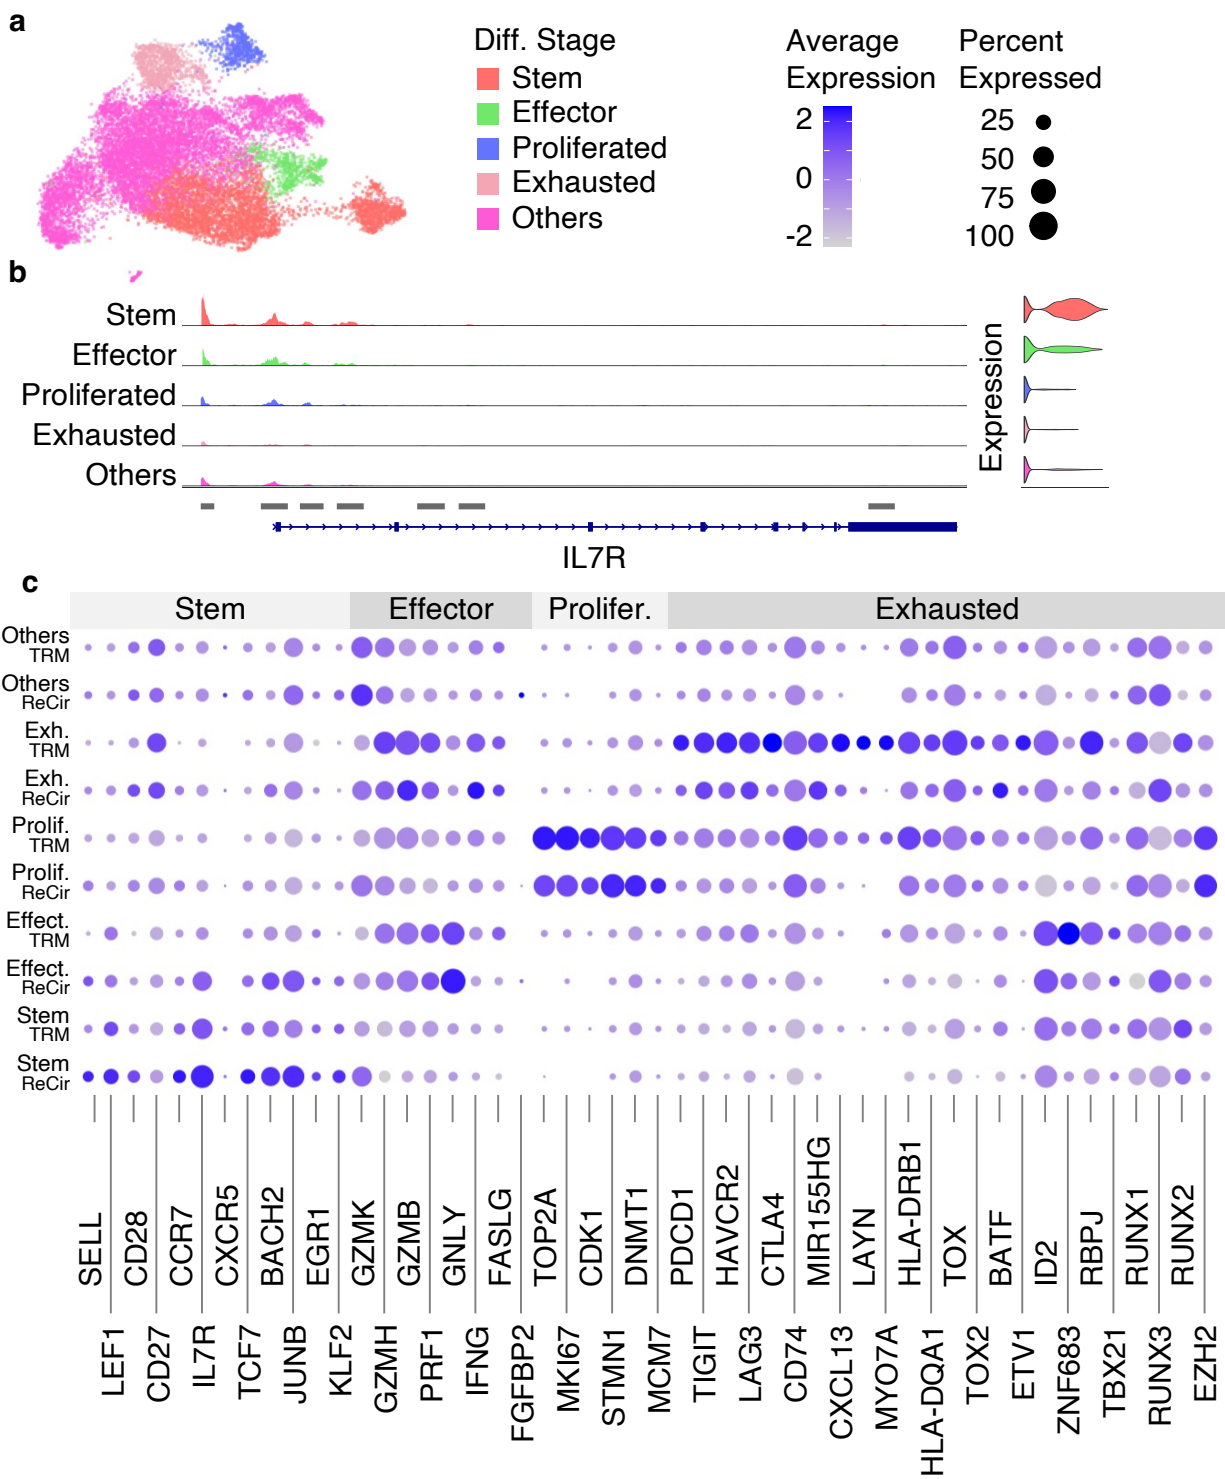 a
Diff. Stage
Stem
Effector
Proliferated
Exhausted
Others
Average
Expression
2
0
-2
Percent
Expressed
25
50
75
100
b
Stem
Effector
Proliferated
Exhausted
Others
Expression
IL7R
c
Stem Effector Prolifer. Exhausted
Others
TRM
Others
ReCir
Exh.
TRM
Exh.
ReCir
Prolif.
TRM
Prolif.
ReCir
Effect.
TRM
Effect.
ReCir
Stem
TRM
Stem
ReCir
SELL
LEF1
CD28
CD27
CCR7
IL7R
CXCR5
TCF7
BACH2
JUNB
EGR1
KLF2
GZMK
GZMH
GZMB
PRF1
GNLY
IFNG
FASLG
FGFBP2
TOP2A
MKI67
CDK1
STMN1
DNMT1
MCM7
PDCD1
TIGIT
HAVCR2
LAG3
CTLA4
CD74
MIR155HG
CXCL13
LAYN
MYO7A
HLA-DRB1
HLA-DQA1
TOX
TOX2
BATF
ETV1
ID2
ZNF683
RBPJ
TBX21
RUNX1
RUNX3
RUNX2
EZH2